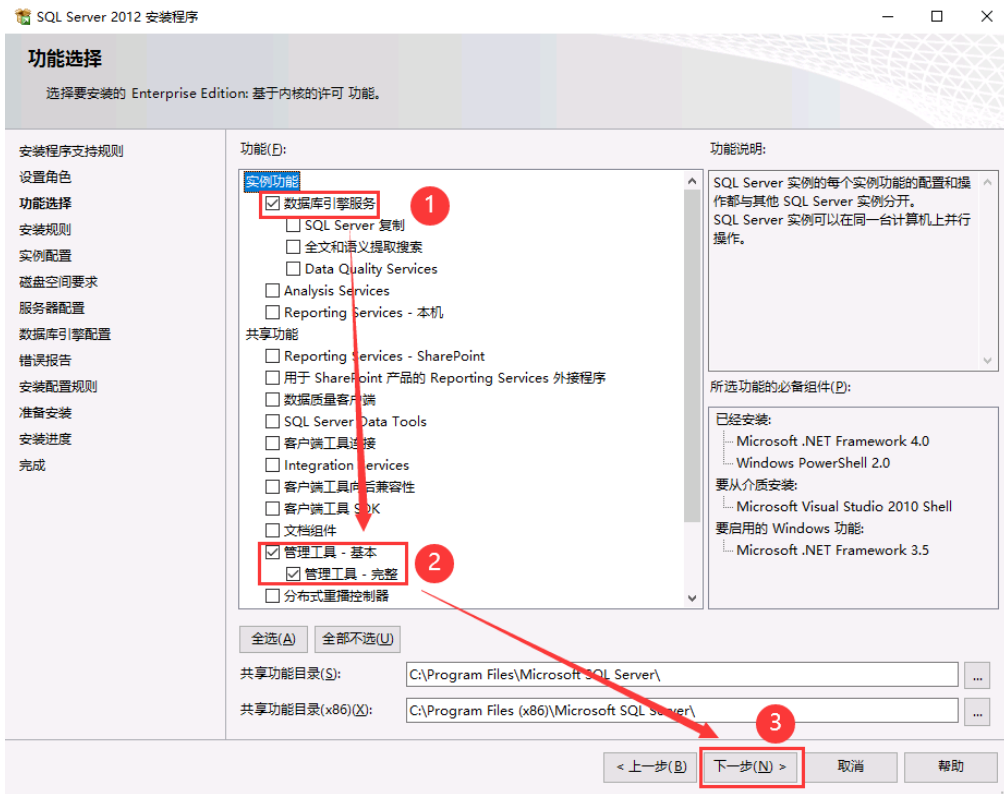 SQL Server 2012 安装程序
功能选择
选择要安装的 Enterprise Edition: 基于内核的许可 功能。
安装程序支持规则
设置角色
功能选择
安装规则
实例配置
磁盘空间要求
服务器配置
数据库引擎配置
错误报告
安装配置规则
准备安装
安装进度
完成
功能(F):
实例功能
数据库引擎服务
1
SQL Server 复制
全文和语义提取搜索
Data Quality Services
Analysis Services
Reporting Services - 本机
共享功能
Reporting Services - SharePoint
用于 SharePoint 产品的 Reporting Services 外接程序
数据质量客户端
SQL Server Data Tools
客户端工具连接
Integration Services
客户端工具向后兼容性
客户端工具 SDK
文档组件
管理工具 - 基本
2
管理工具 - 完整
分布式重播控制器
功能说明:
SQL Server 实例的每个实例功能的配置和操
作都与其他 SQL Server 实例分开。
SQL Server 实例可以在同一台计算机上并行
操作。
所选功能的必备组件(P):
已经安装:
Microsoft .NET Framework 4.0
Windows PowerShell 2.0
要从介质安装:
Microsoft Visual Studio 2010 Shell
要启用的 Windows 功能:
Microsoft .NET Framework 3.5
全选(A) 全部不选(U)
共享功能目录(S): C:\Program Files\Microsoft SQL Server\ ...
共享功能目录(x86)(X): C:\Program Files (x86)\Microsoft SQL Server\ ...
3
< 上一步(B) 下一步(N) > 取消 帮助